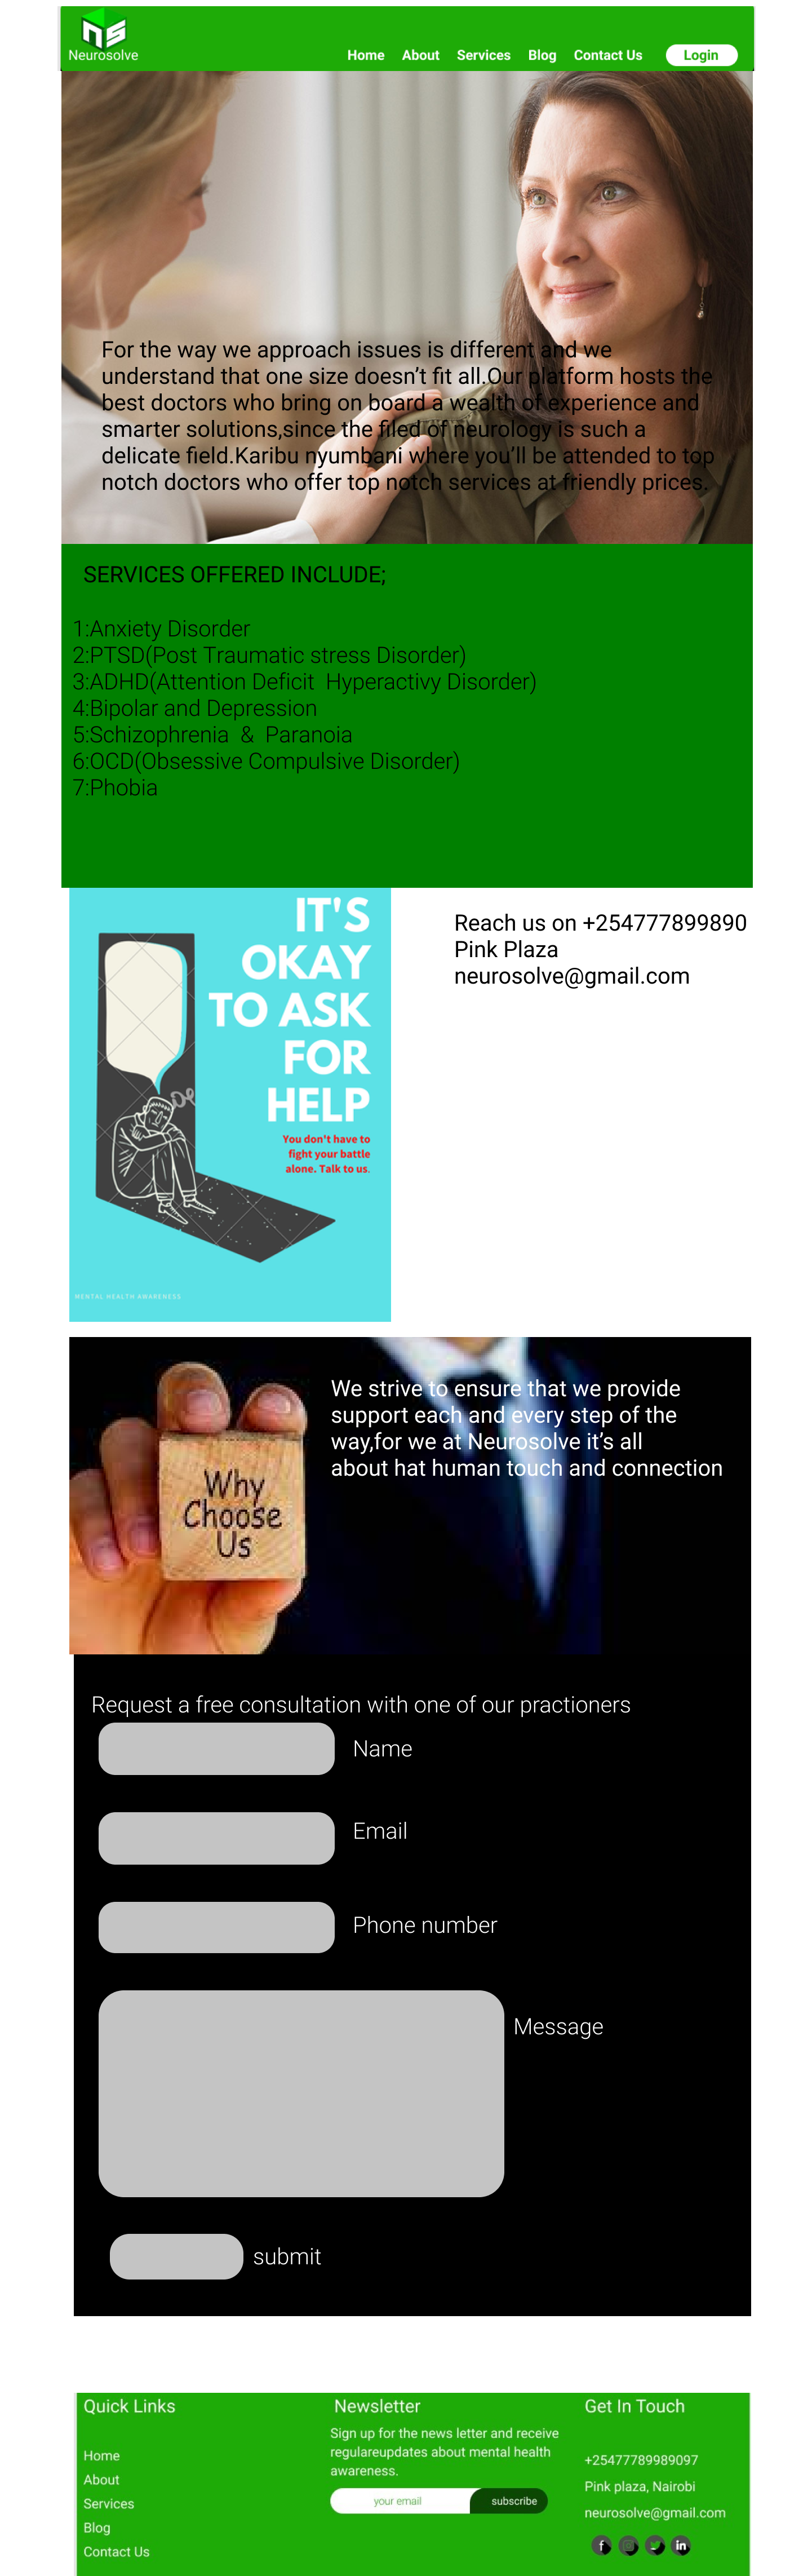 NS
Neurosolve
Home About Services Blog Contact Us Login
For the way we approach issues is different and we
understand that one size doesn't fit all.Our platform hosts the
best doctors who bring on board a wealth of experience and
smarter solutions,since the filed of neurology is such a
delicate field.Karibu nyumbani where you'll be attended to top
notch doctors who offer top notch services at friendly prices.
SERVICES OFFERED INCLUDE;
1:Anxiety Disorder
2:PTSD(Post Traumatic stress Disorder)
3:ADHD(Attention Deficit  Hyperactivy Disorder)
4:Bipolar and Depression
5:Schizophrenia  &  Paranoia
6:OCD(Obsessive Compulsive Disorder)
7:Phobia
IT'S
OKAY
TO ASK
FOR
HELP
You don't have to
fight your battle
alone. Talk to us.
MENTAL HEALTH AWARENESS
Reach us on +254777899890
Pink Plaza
neurosolve@gmail.com
Why
Choose
Us
We strive to ensure that we provide
support each and every step of the
way,for we at Neurosolve it's all
about hat human touch and connection
Request a free consultation with one of our practioners
Name
Email
Phone number
Message
submit
Quick Links
Home
About
Services
Blog
Contact Us
Newsletter
Sign up for the news letter and receive
regulareupdates about mental health
awareness.
your email subscribe
Get In Touch
+25477789989097
Pink plaza, Nairobi
neurosolve@gmail.com
f in